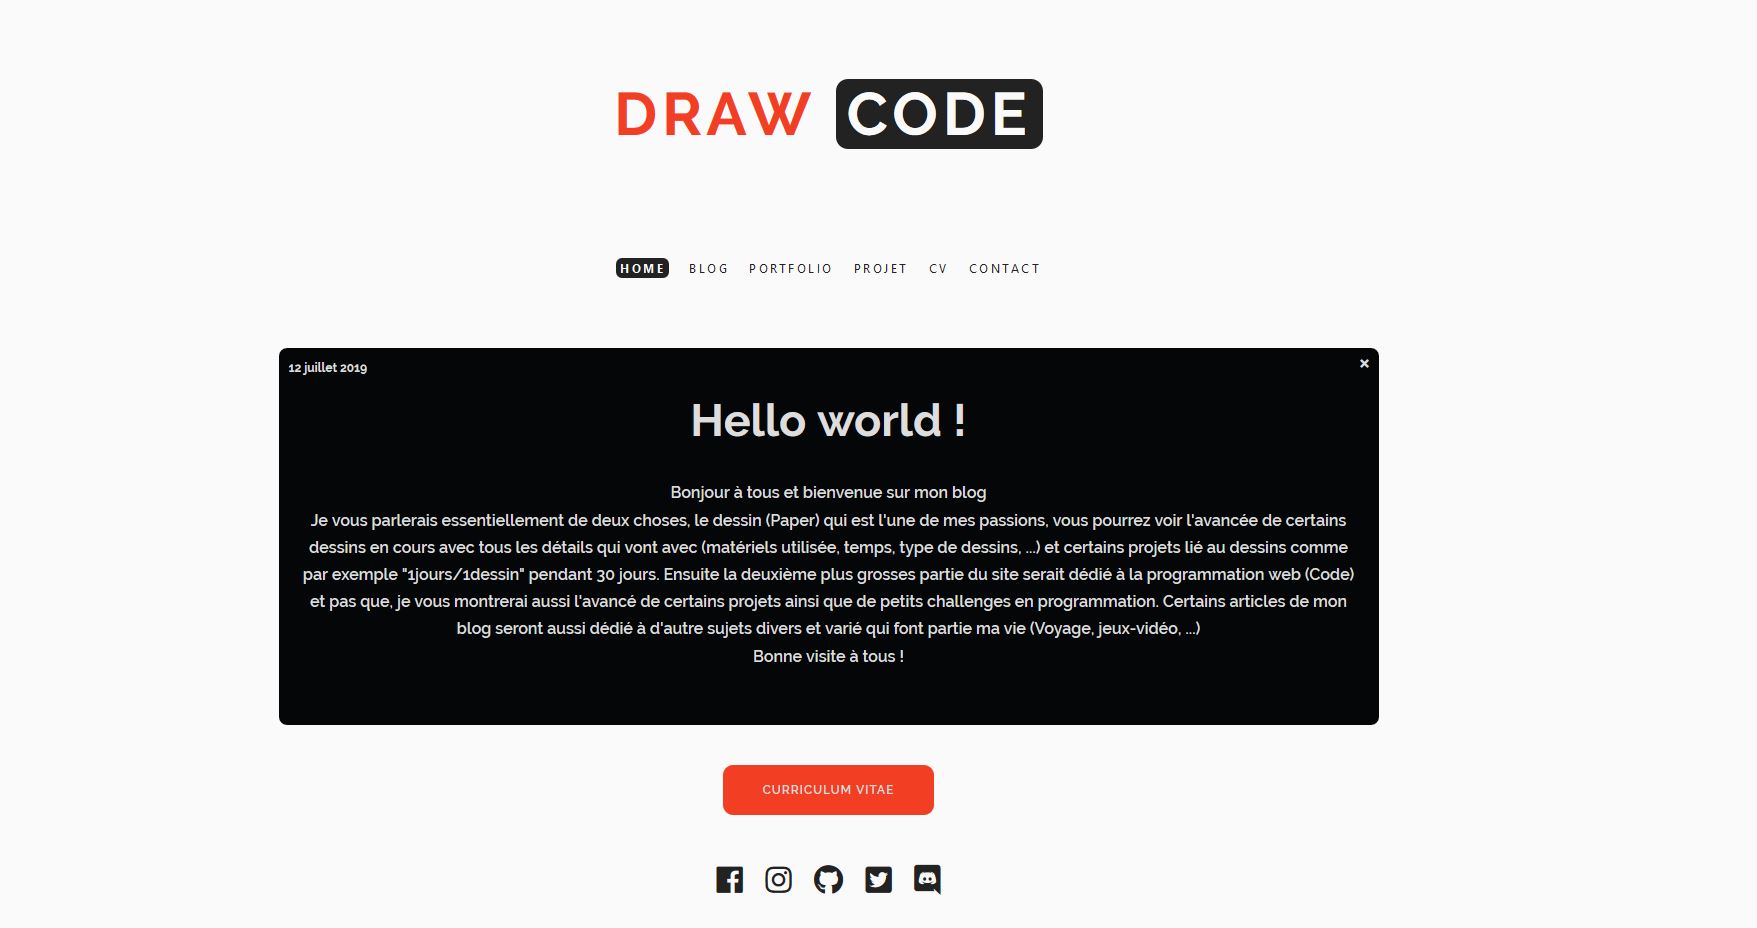 DRAW CODE
HOME BLOG PORTFOLIO PROJET CV CONTACT
12 juillet 2019 ×
Hello world !
Bonjour à tous et bienvenue sur mon blog
Je vous parlerais essentiellement de deux choses, le dessin (Paper) qui est l'une de mes passions, vous pourrez voir l'avancée de certains
dessins en cours avec tous les détails qui vont avec (matériels utilisée, temps, type de dessins, ...) et certains projets lié au dessins comme
par exemple "1jours/1dessin" pendant 30 jours. Ensuite la deuxième plus grosses partie du site serait dédié à la programmation web (Code)
et pas que, je vous montrerai aussi l'avancé de certains projets ainsi que de petits challenges en programmation. Certains articles de mon
blog seront aussi dédié à d'autre sujets divers et varié qui font partie ma vie (Voyage, jeux-vidéo, ...)
Bonne visite à tous !
CURRICULUM VITAE